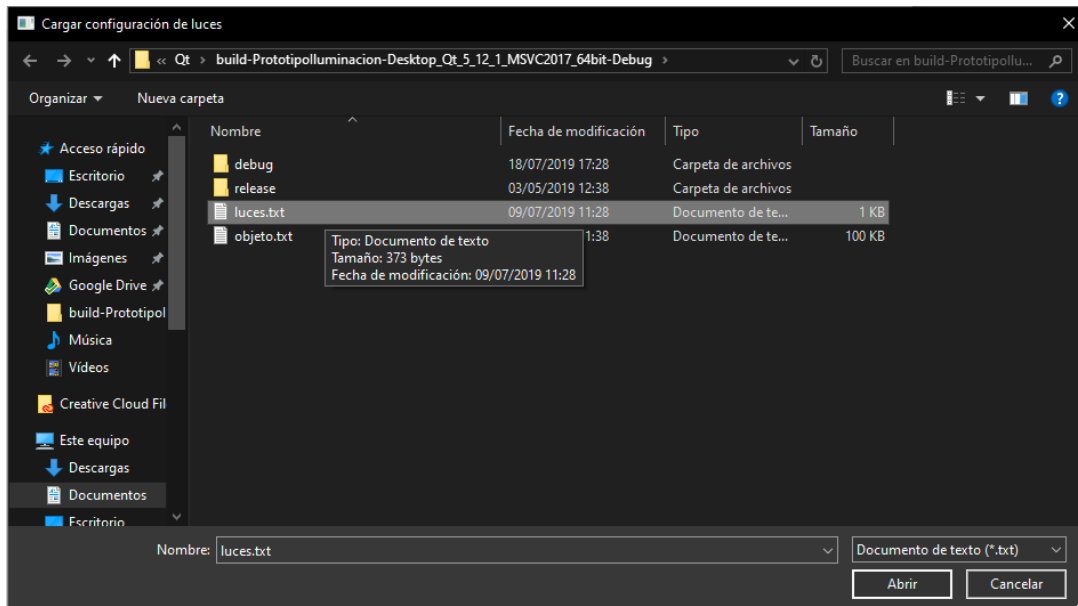 Cargar configuración de luces
« Qt › build-PrototipoIluminacion-Desktop_Qt_5_12_1_MSVC2017_64bit-Debug ›
Buscar en build-PrototipoIlu...
Organizar
Nueva carpeta
Nombre Fecha de modificación Tipo Tamaño
Acceso rápido
Escritorio
Descargas
Documentos
Imágenes
Google Drive
build-Prototipol
Música
Vídeos
Creative Cloud Fil
Este equipo
Descargas
Documentos
Escritorio
debug 18/07/2019 17:28 Carpeta de archivos
release 03/05/2019 12:38 Carpeta de archivos
luces.txt 09/07/2019 11:28 Documento de te... 1 KB
objeto.txt 1:38 Documento de te... 100 KB
Tipo: Documento de texto
Tamaño: 373 bytes
Fecha de modificación: 09/07/2019 11:28
Nombre: luces.txt
Documento de texto (*.txt)
Abrir Cancelar